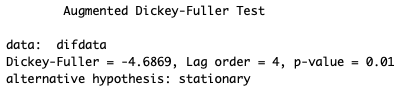 Augmented Dickey-Fuller Test
data:  difdata
Dickey-Fuller = -4.6869, Lag order = 4, p-value = 0.01
alternative hypothesis: stationary